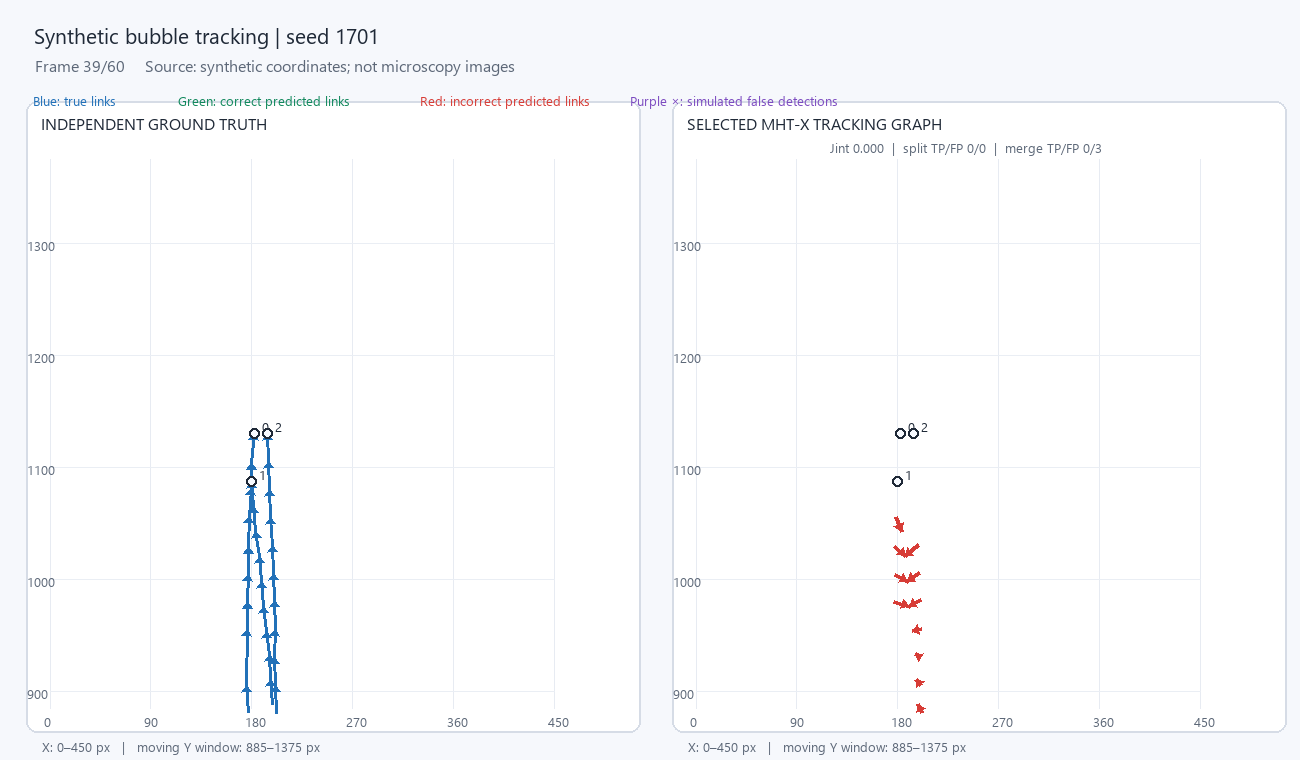 Synthetic bubble tracking | seed 1701
Frame 39/60 Source: synthetic coordinates; not microscopy images
Blue: true links Green: correct predicted links Red: incorrect predicted links Purple ×: simulated false detections
INDEPENDENT GROUND TRUTH
1300
1200
0 2
1100
1
1000
900
0 90 180 270 360 450
X: 0–450 px | moving Y window: 885–1375 px
SELECTED MHT-X TRACKING GRAPH
Jint 0.000 | split TP/FP 0/0 | merge TP/FP 0/3
1300
1200
0 2
1100
1
1000
900
0 90 180 270 360 450
X: 0–450 px | moving Y window: 885–1375 px